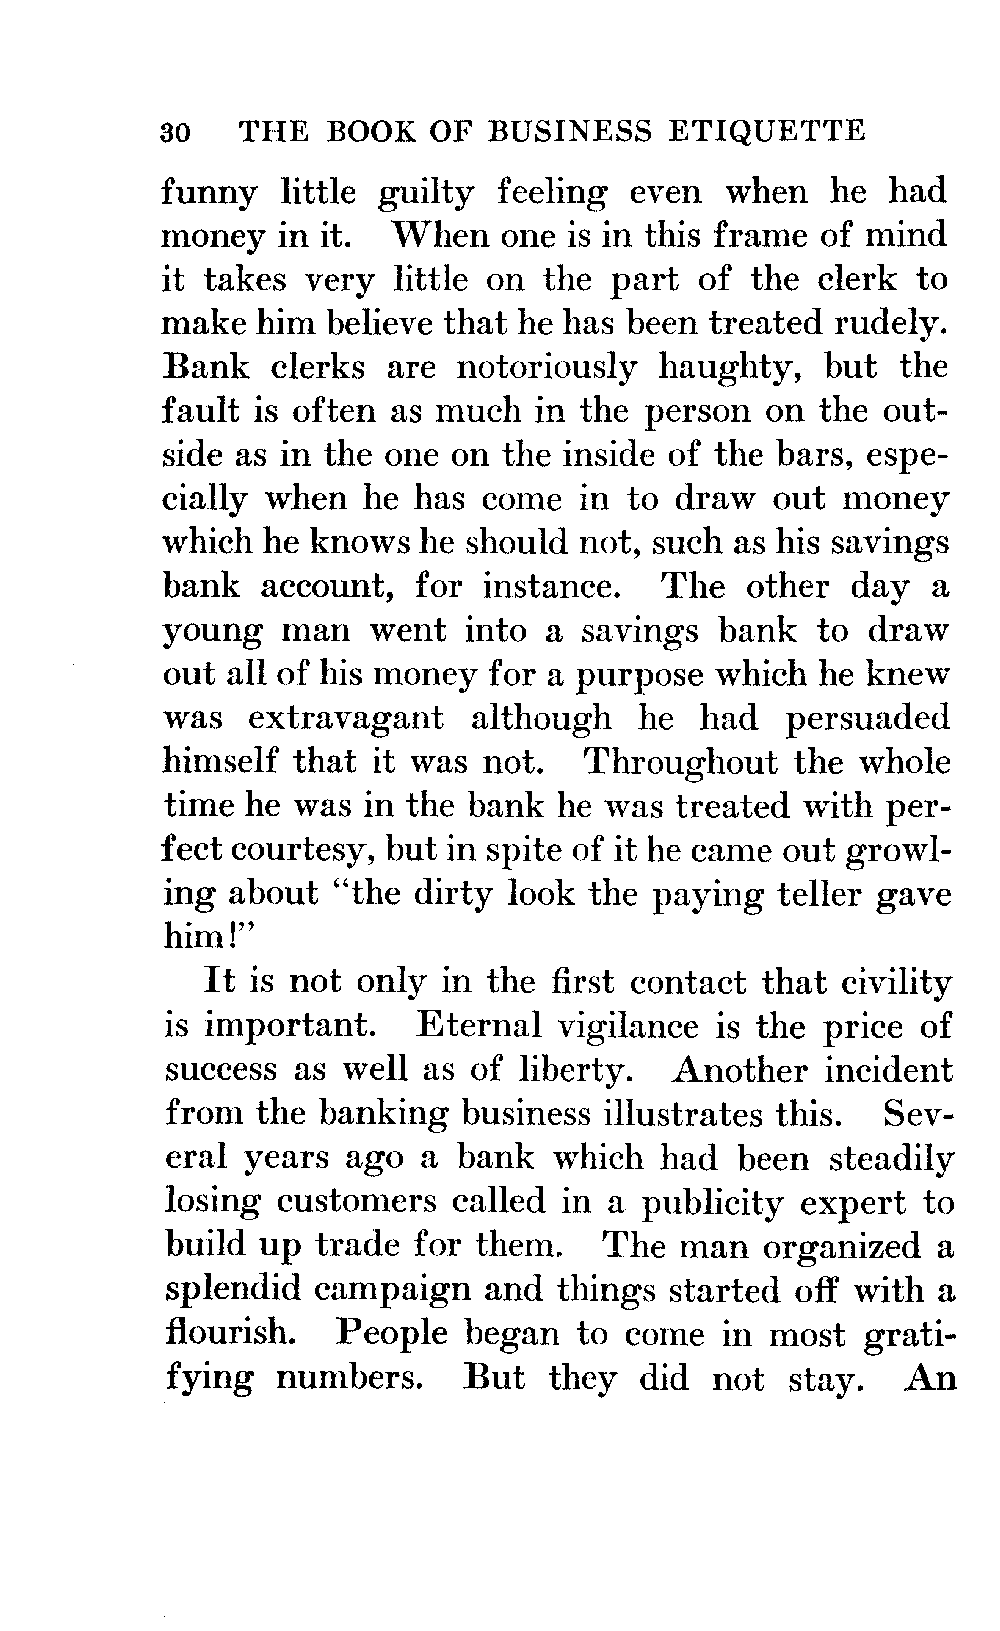 30 THE BOOK OF BUSINESS ETIQUETTE
funny little guilty feeling even when he had
money in it. When one is in this frame of mind
it takes very little on the part of the clerk to
make him believe that he has been treated rudely.
Bank clerks are notoriously haughty, but the
fault is often as much in the person on the out-
side as in the one on the inside of the bars, espe-
cially when he has come in to draw out money
which he knows he should not, such as his savings
bank account, for instance. The other day a
young man went into a savings bank to draw
out all of his money for a purpose which he knew
was extravagant although he had persuaded
himself that it was not. Throughout the whole
time he was in the bank he was treated with per-
fect courtesy, but in spite of it he came out growl-
ing about “the dirty look the paying teller gave
him!”
It is not only in the first contact that civility
is important. Eternal vigilance is the price of
success as well as of liberty. Another incident
from the banking business illustrates this. Sev-
eral years ago a bank which had been steadily
losing customers called in a publicity expert to
build up trade for them. The man organized a
splendid campaign and things started off with a
flourish. People began to come in most grati-
fying numbers. But they did not stay. An